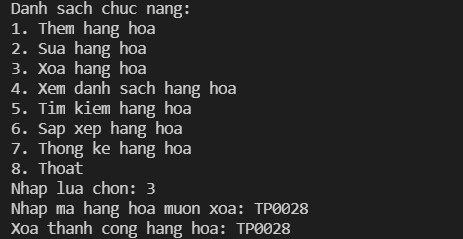 Danh sach chuc nang:
1. Them hang hoa
2. Sua hang hoa
3. Xoa hang hoa
4. Xem danh sach hang hoa
5. Tim kiem hang hoa
6. Sap xep hang hoa
7. Thong ke hang hoa
8. Thoat
Nhap lua chon: 3
Nhap ma hang hoa muon xoa: TP0028
Xoa thanh cong hang hoa: TP0028